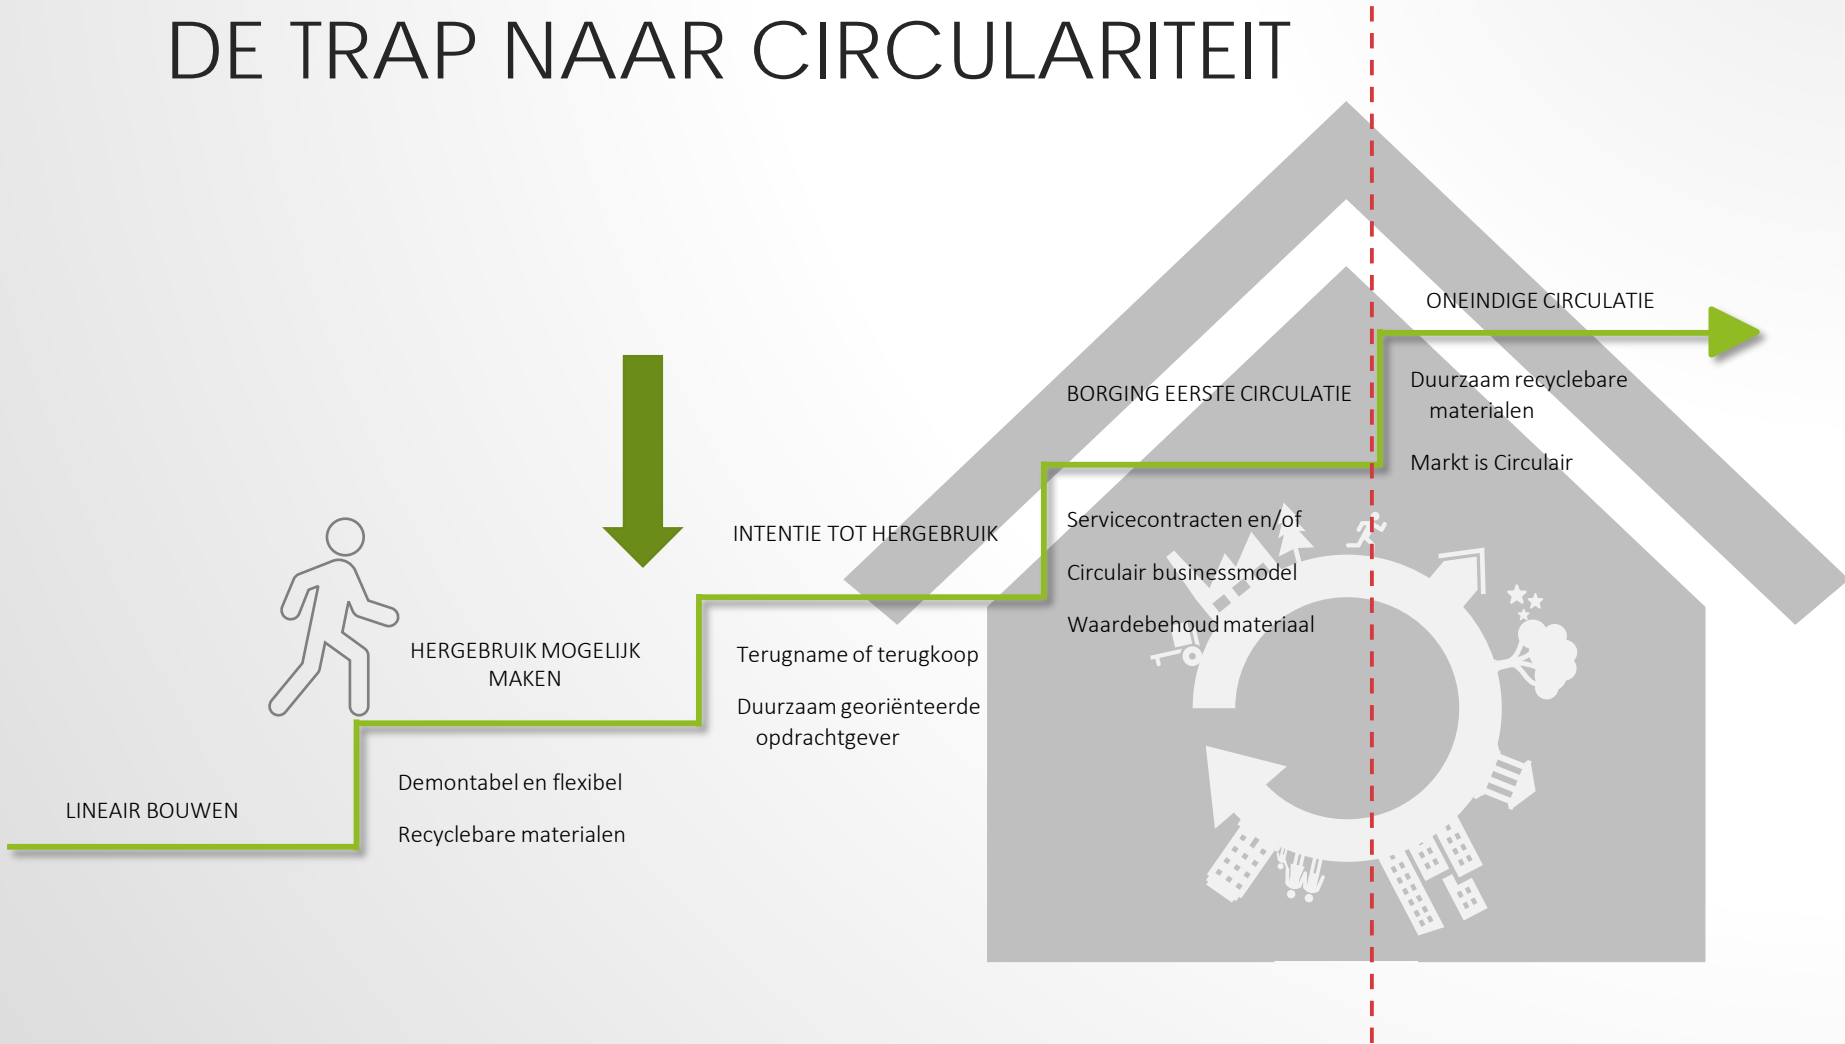 DE TRAP NAAR CIRCULARITEIT
LINEAIR BOUWEN
HERGEBRUIK MOGELIJK
MAKEN
Demontabel en flexibel
Recyclebare materialen
INTENTIE TOT HERGEBRUIK
Terugname of terugkoop
Duurzaam georiënteerde
opdrachtgever
BORGING EERSTE CIRCULATIE
Servicecontracten en/of
Circulair businessmodel
Waardebehoud materiaal
ONEINDIGE CIRCULATIE
Duurzaam recyclebare
materialen
Markt is Circulair